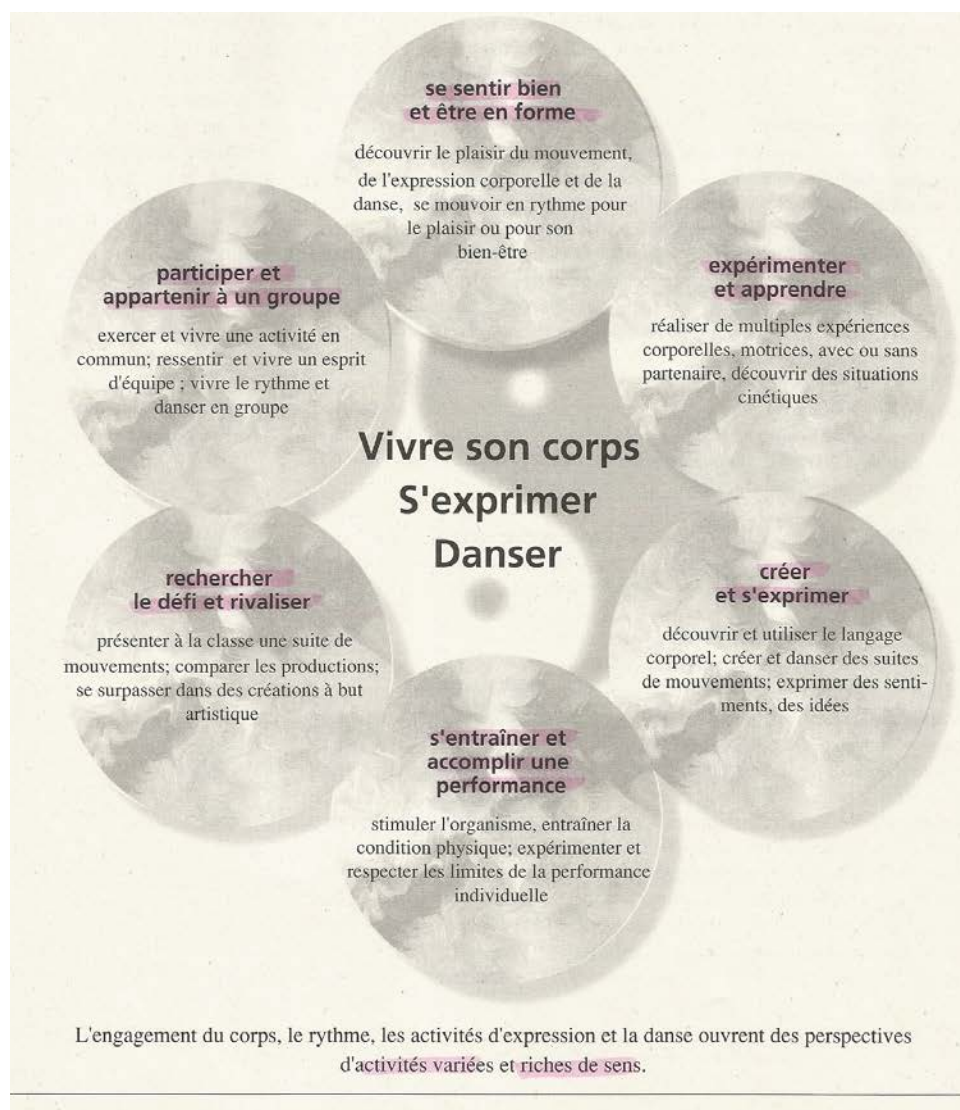 se sentir bien
et être en forme
découvrir le plaisir du mouvement,
de l'expression corporelle et de la
danse, se mouvoir en rythme pour
le plaisir ou pour son
bien-être
expérimenter
et apprendre
réaliser de multiples expériences
corporelles, motrices, avec ou sans
partenaire, découvrir des situations
cinétiques
créer
et s'exprimer
découvrir et utiliser le langage
corporel; créer et danser des suites
de mouvements; exprimer des senti-
ments, des idées
s'entraîner et
accomplir une
performance
stimuler l'organisme, entraîner la
condition physique; expérimenter et
respecter les limites de la performance
individuelle
rechercher
le défi et rivaliser
présenter à la classe une suite de
mouvements; comparer les productions;
se surpasser dans des créations à but
artistique
participer et
appartenir à un groupe
exercer et vivre une activité en
commun; ressentir et vivre un esprit
d'équipe ; vivre le rythme et
danser en groupe
Vivre son corps
S'exprimer
Danser
L'engagement du corps, le rythme, les activités d'expression et la danse ouvrent des perspectives
d'activités variées et riches de sens.